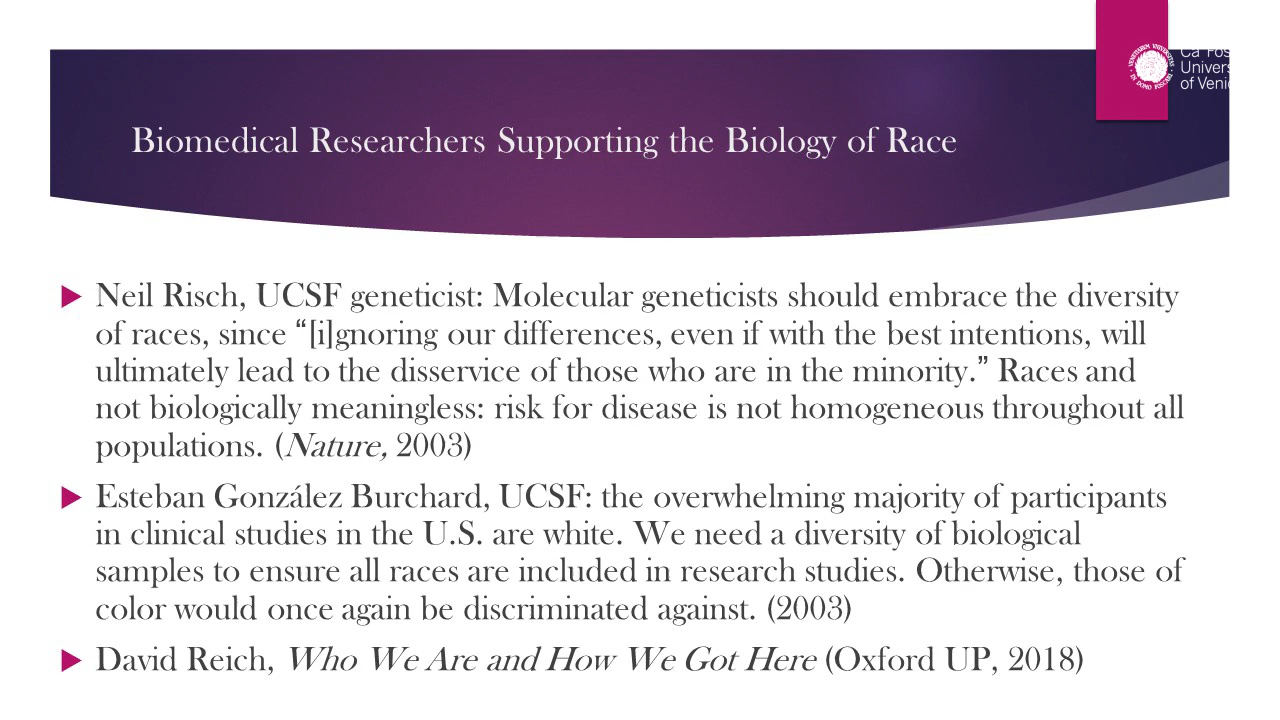 Ca' Fos
Univers
of Veni
Biomedical Researchers Supporting the Biology of Race
Neil Risch, UCSF geneticist: Molecular geneticists should embrace the diversity
of races, since “[i]gnoring our differences, even if with the best intentions, will
ultimately lead to the disservice of those who are in the minority.” Races and
not biologically meaningless: risk for disease is not homogeneous throughout all
populations. (Nature, 2003)
Esteban González Burchard, UCSF: the overwhelming majority of participants
in clinical studies in the U.S. are white. We need a diversity of biological
samples to ensure all races are included in research studies. Otherwise, those of
color would once again be discriminated against. (2003)
David Reich, Who We Are and How We Got Here (Oxford UP, 2018)